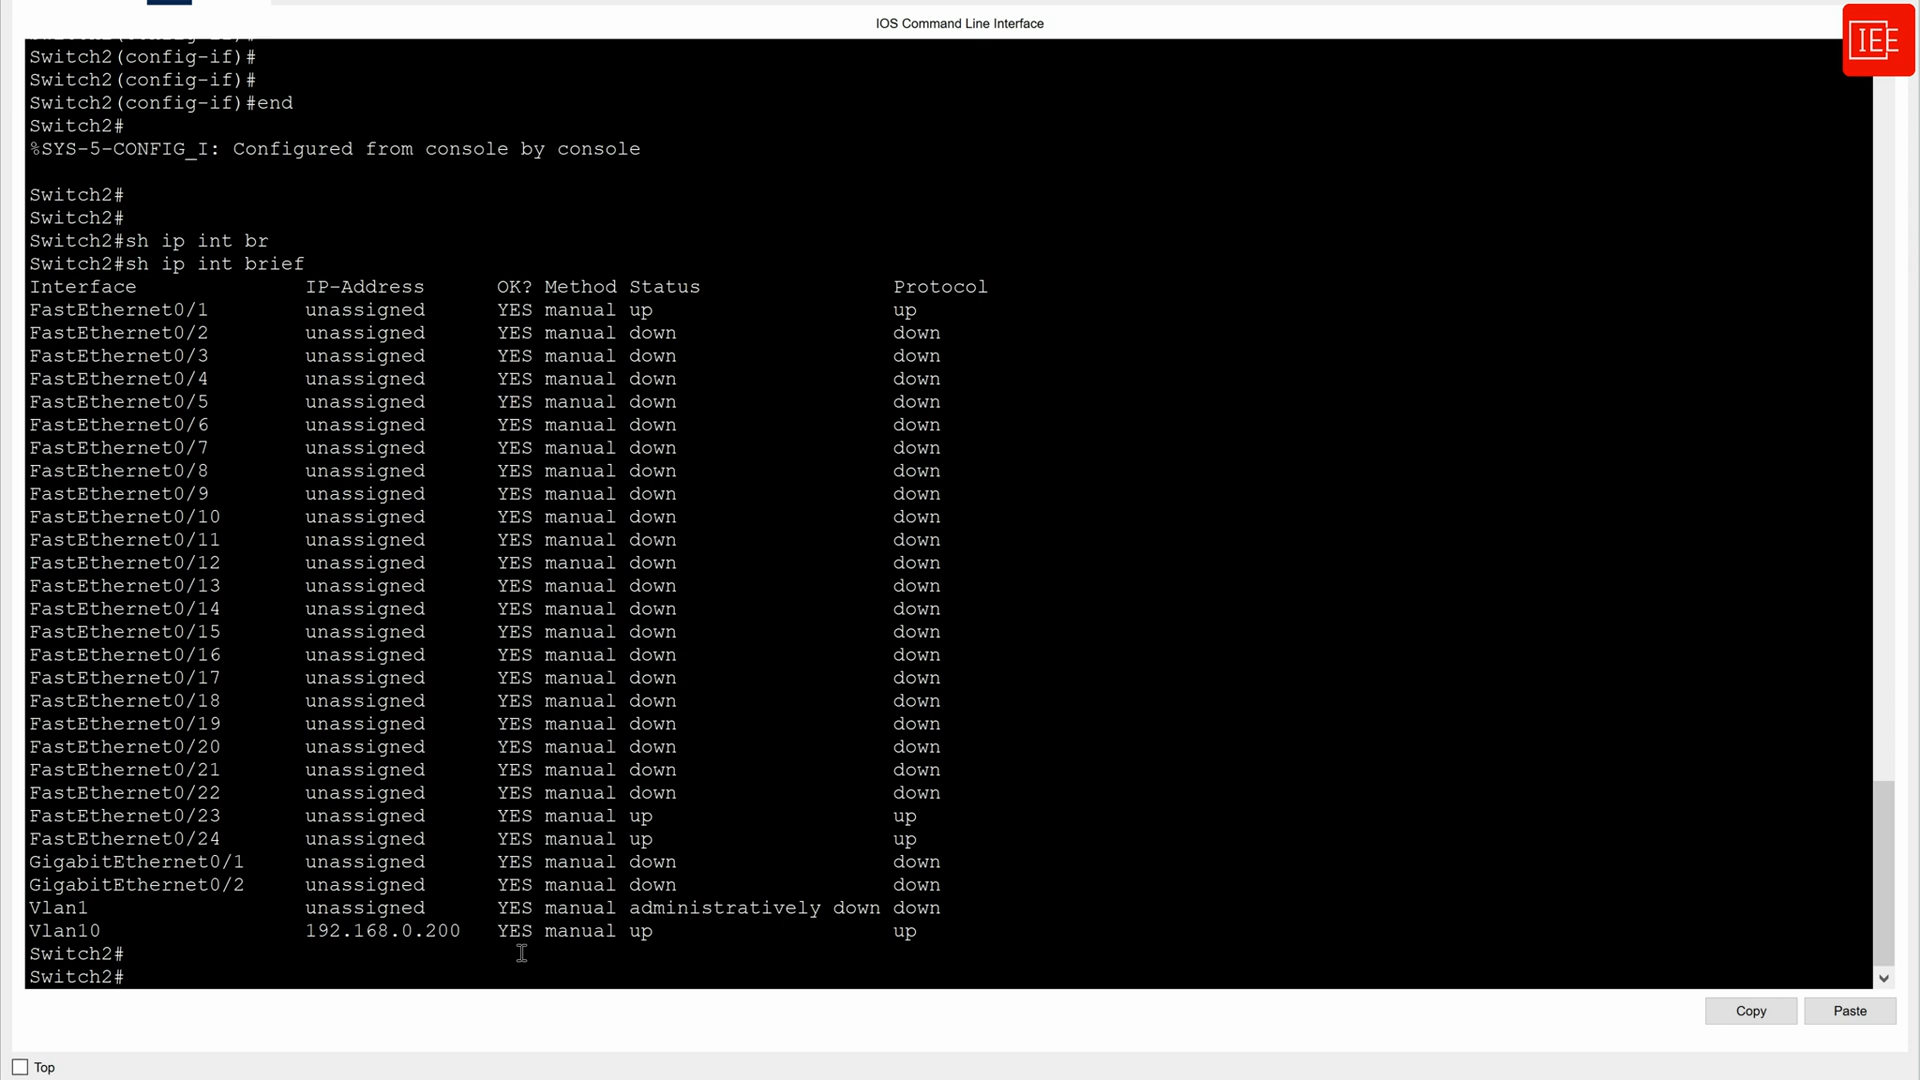 IOS Command Line Interface
IEE
Switch2(config-if)#
Switch2(config-if)#
Switch2(config-if)#end
Switch2#
%SYS-5-CONFIG_I: Configured from console by console
Switch2#
Switch2#
Switch2#sh ip int br
Switch2#sh ip int brief
Interface IP-Address OK? Method Status Protocol
FastEthernet0/1 unassigned YES manual up up
FastEthernet0/2 unassigned YES manual down down
FastEthernet0/3 unassigned YES manual down down
FastEthernet0/4 unassigned YES manual down down
FastEthernet0/5 unassigned YES manual down down
FastEthernet0/6 unassigned YES manual down down
FastEthernet0/7 unassigned YES manual down down
FastEthernet0/8 unassigned YES manual down down
FastEthernet0/9 unassigned YES manual down down
FastEthernet0/10 unassigned YES manual down down
FastEthernet0/11 unassigned YES manual down down
FastEthernet0/12 unassigned YES manual down down
FastEthernet0/13 unassigned YES manual down down
FastEthernet0/14 unassigned YES manual down down
FastEthernet0/15 unassigned YES manual down down
FastEthernet0/16 unassigned YES manual down down
FastEthernet0/17 unassigned YES manual down down
FastEthernet0/18 unassigned YES manual down down
FastEthernet0/19 unassigned YES manual down down
FastEthernet0/20 unassigned YES manual down down
FastEthernet0/21 unassigned YES manual down down
FastEthernet0/22 unassigned YES manual down down
FastEthernet0/23 unassigned YES manual up up
FastEthernet0/24 unassigned YES manual up up
GigabitEthernet0/1 unassigned YES manual down down
GigabitEthernet0/2 unassigned YES manual down down
Vlan1 unassigned YES manual administratively down down
Vlan10 192.168.0.200 YES manual up up
Switch2#
Switch2#
Copy Paste
Top